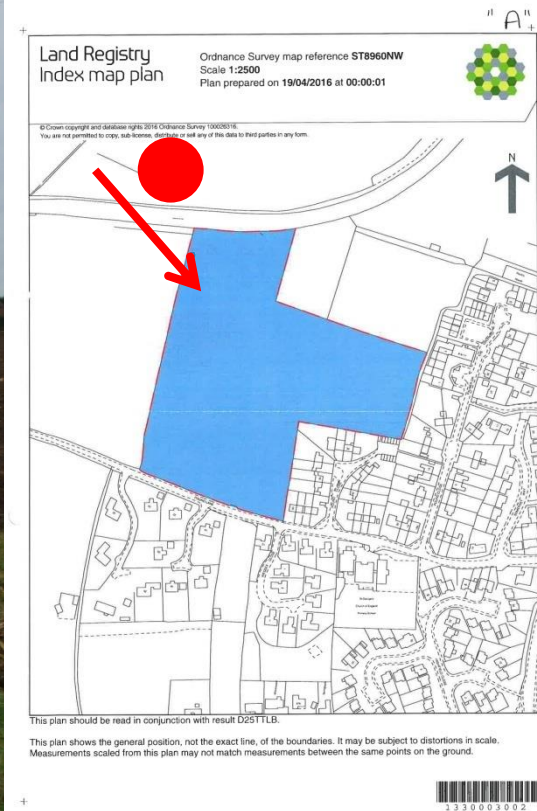 "A"
Land Registry
Index map plan
Ordnance Survey map reference ST8960NW
Scale 1:2500
Plan prepared on 19/04/2016 at 00:00:01
© Crown copyright and database rights 2016 Ordnance Survey 100026316.
You are not permitted to copy, sub-license, distribute or sell any of this data to third parties in any form.
N
This plan should be read in conjunction with result D25TTLB.
This plan shows the general position, not the exact line, of the boundaries. It may be subject to distortions in scale.
Measurements scaled from this plan may not match measurements between the same points on the ground.
1330003002